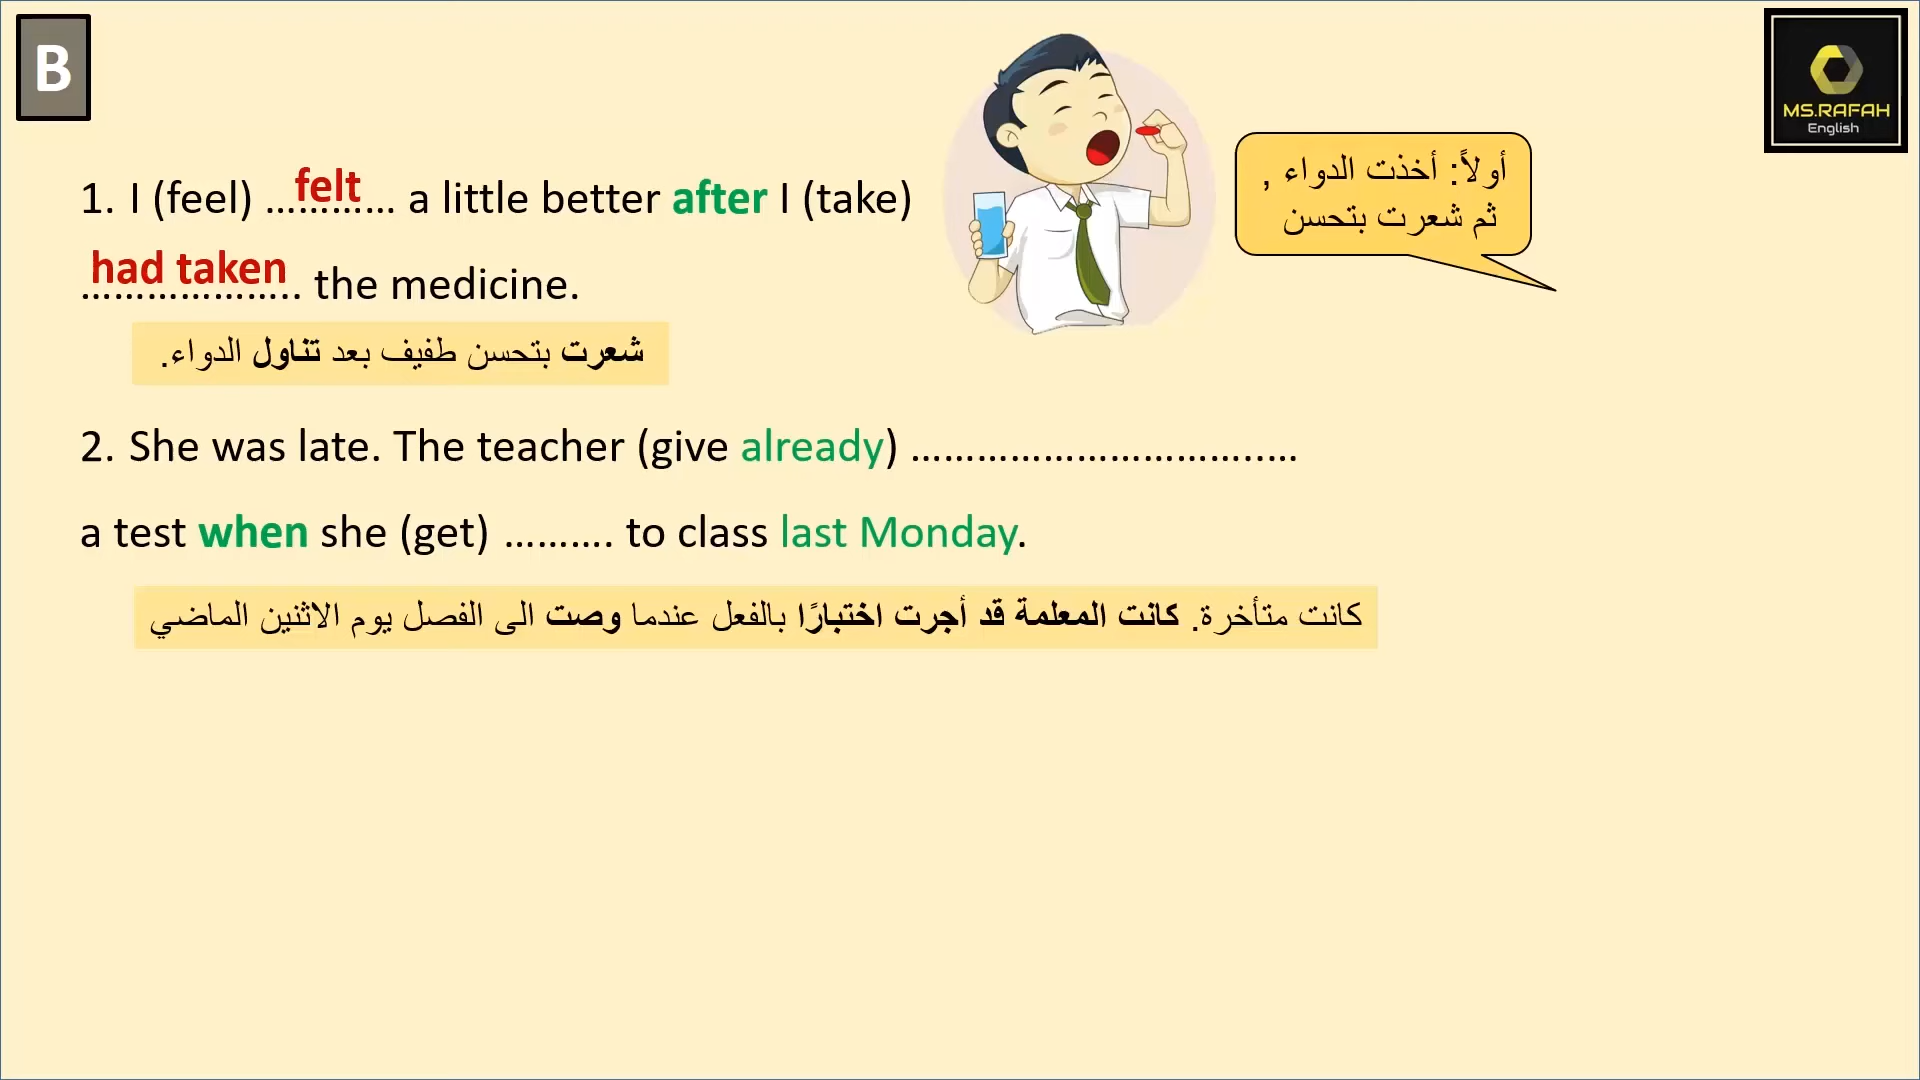 B
MS.RAFAH
English
أولاً: أخذت الدواء ,
ثم شعرت بتحسن
1. I (feel) ………… a little better after I (take)
felt
had taken
……………….. the medicine.
شعرت بتحسن طفيف بعد تناول الدواء.
2. She was late. The teacher (give already) …………………………..…
a test when she (get) ………. to class last Monday.
كانت متأخرة. كانت المعلمة قد أجرت اختبارًا بالفعل عندما وصت الى الفصل يوم الاثنين الماضي